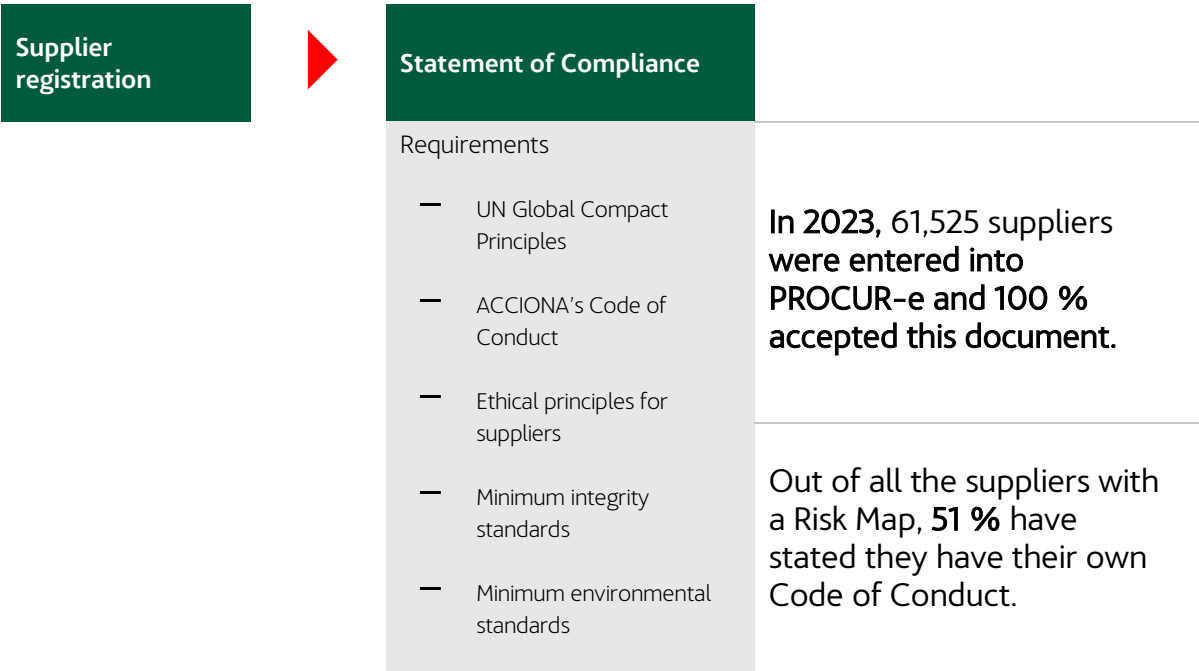 Supplier
registration
Statement of Compliance
Requirements
— UN Global Compact
Principles
— ACCIONA’s Code of
Conduct
— Ethical principles for
suppliers
— Minimum integrity
standards
— Minimum environmental
standards
In 2023, 61,525 suppliers
were entered into
PROCUR-e and 100 %
accepted this document.
Out of all the suppliers with
a Risk Map, 51 % have
stated they have their own
Code of Conduct.